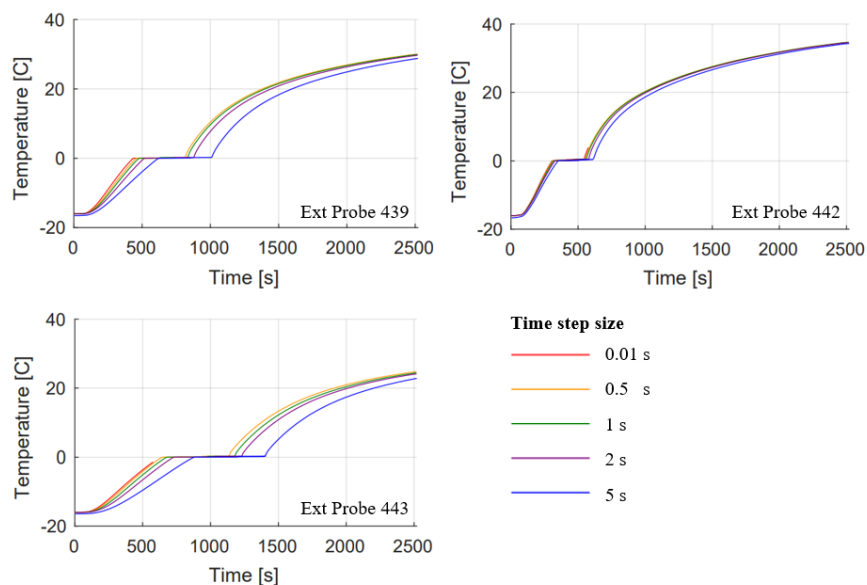 Temperature [C]
40
20
0
-20
0
500
1000
1500
2000
2500
Time [s]
Ext Probe 439
Temperature [C]
40
20
0
-20
0
500
1000
1500
2000
2500
Time [s]
Ext Probe 442
Temperature [C]
40
20
0
-20
0
500
1000
1500
2000
2500
Time [s]
Ext Probe 443
Time step size
0.01 s
0.5 s
1 s
2 s
5 s